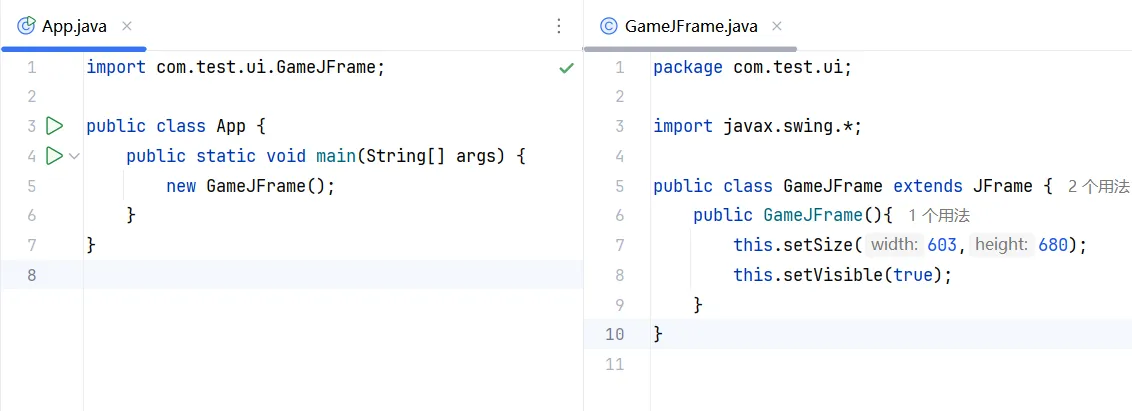 App.java
1 import com.test.ui.GameJFrame;
2
3 public class App {
4 public static void main(String[] args) {
5 new GameJFrame();
6 }
7 }
8
GameJFrame.java
1 package com.test.ui;
2
3 import javax.swing.*;
4
5 public class GameJFrame extends JFrame { 2 个用法
6 public GameJFrame(){ 1 个用法
7 this.setSize( width: 603, height: 680);
8 this.setVisible(true);
9 }
10 }
11